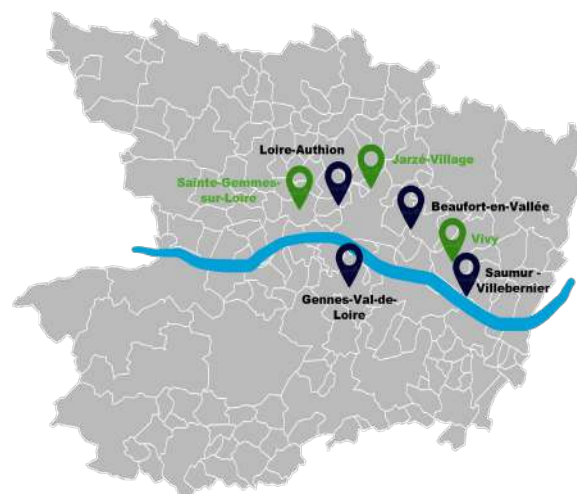 Loire-Authion
Jarzé-Village
Sainte-Gemmes-
sur-Loire
Beaufort-en-Vallée
Vivy
Saumur -
Villebernier
Gennes-Val-de-
Loire